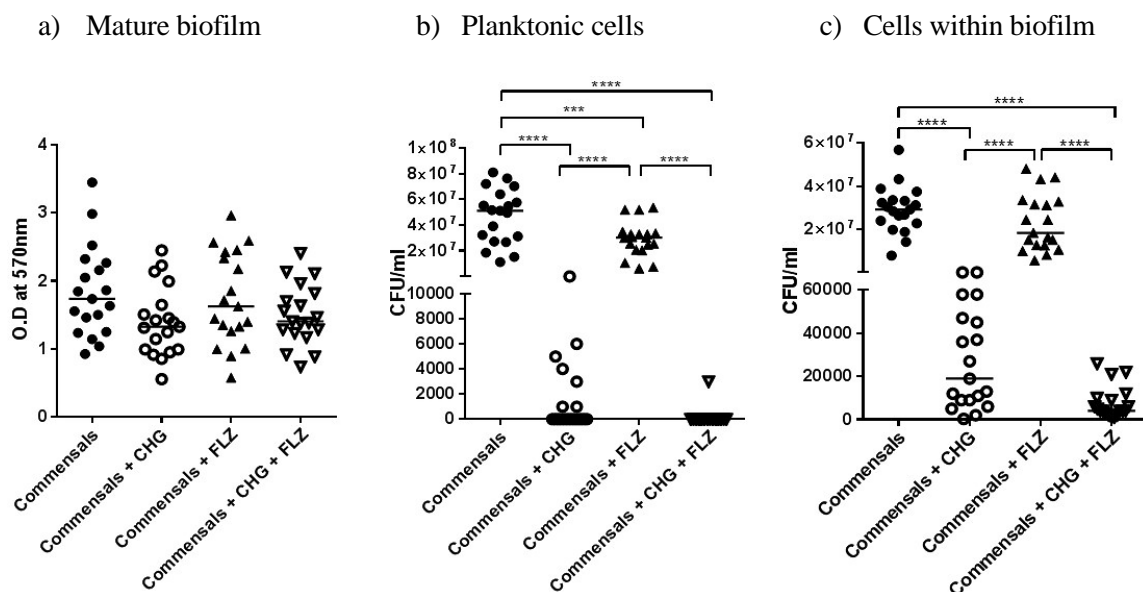 a) Mature biofilm
b) Planktonic cells
c) Cells within biofilm
O.D at 570nm
4
3
2
1
0
Commensals
Commensals + CHG
Commensals + FLZ
Commensals + CHG + FLZ
****
***
****
****
****
CFU/ml
1×10⁸
8×10⁷
6×10⁷
4×10⁷
2×10⁷
10000
8000
6000
4000
2000
0
Commensals
Commensals + CHG
Commensals + FLZ
Commensals + CHG + FLZ
****
****
****
****
CFU/ml
6×10⁷
4×10⁷
2×10⁷
60000
40000
20000
0
Commensals
Commensals + CHG
Commensals + FLZ
Commensals + CHG + FLZ